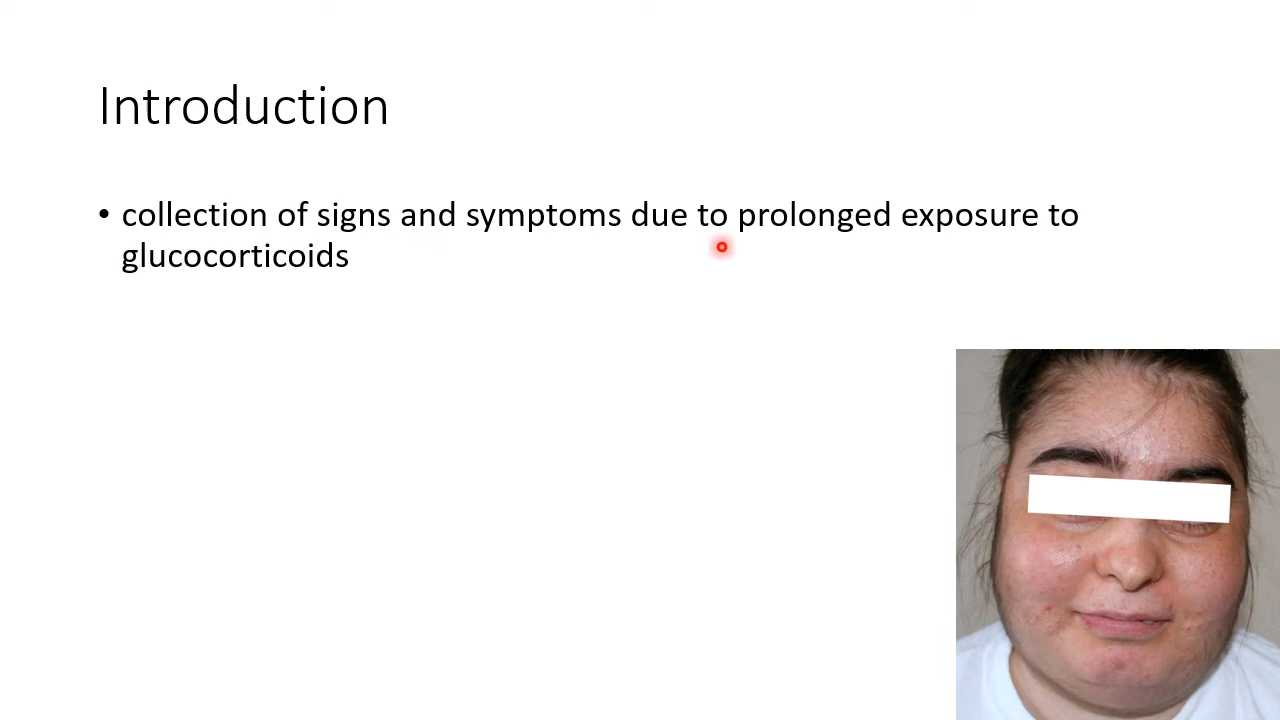 Introduction
• collection of signs and symptoms due to prolonged exposure to
glucocorticoids